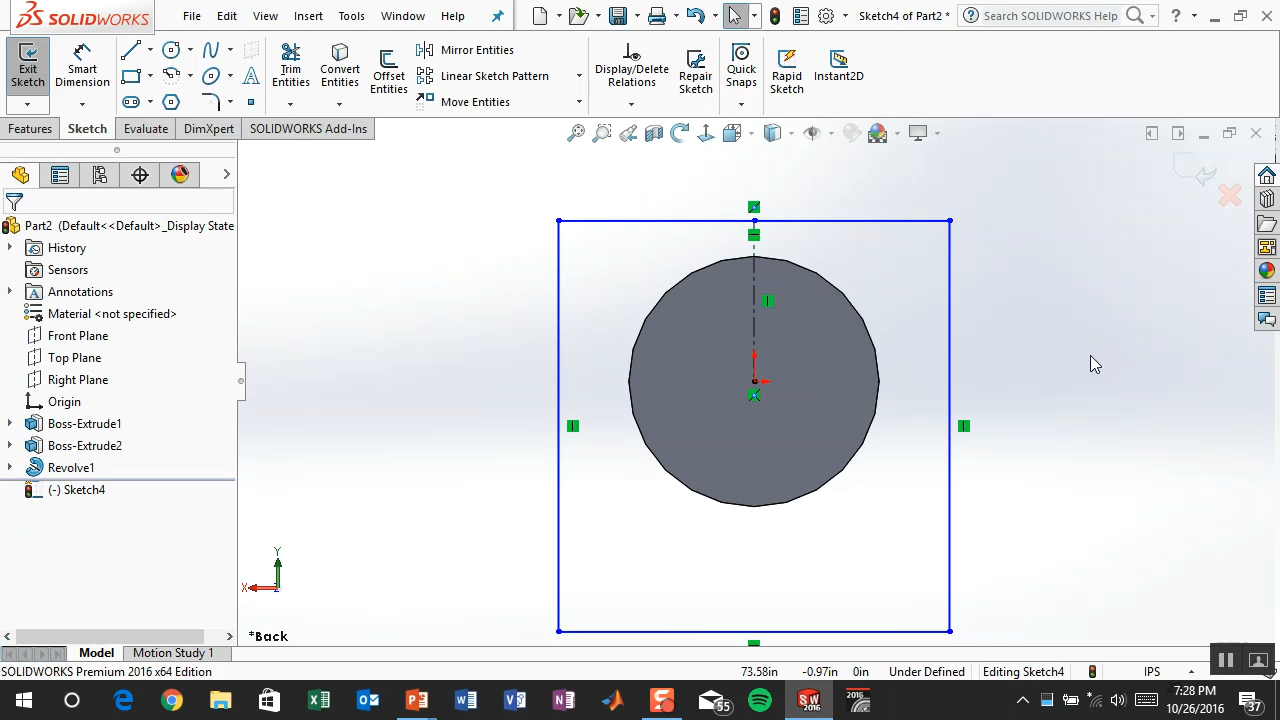 SOLIDWORKS
File
Edit
View
Insert
Tools
Window
Help
Sketch4 of Part2 *
Search SOLIDWORKS Help
?
Exit Sketch
Smart Dimension
Trim Entities
Convert Entities
Offset Entities
Mirror Entities
Linear Sketch Pattern
Move Entities
Display/Delete Relations
Repair Sketch
Quick Snaps
Rapid Sketch
Instant2D
Features
Sketch
Evaluate
DimXpert
SOLIDWORKS Add-Ins
Part2 (Default<<Default>_Display State
History
Sensors
Annotations
Material <not specified>
Front Plane
Top Plane
Right Plane
Origin
Boss-Extrude1
Boss-Extrude2
Revolve1
(-) Sketch4
Y
X
*Back
Model
Motion Study 1
SOLIDWORKS Premium 2016 x64 Edition
73.58in
-0.97in
0in
Under Defined
Editing Sketch4
IPS
55
7:28 PM
10/26/2016
37